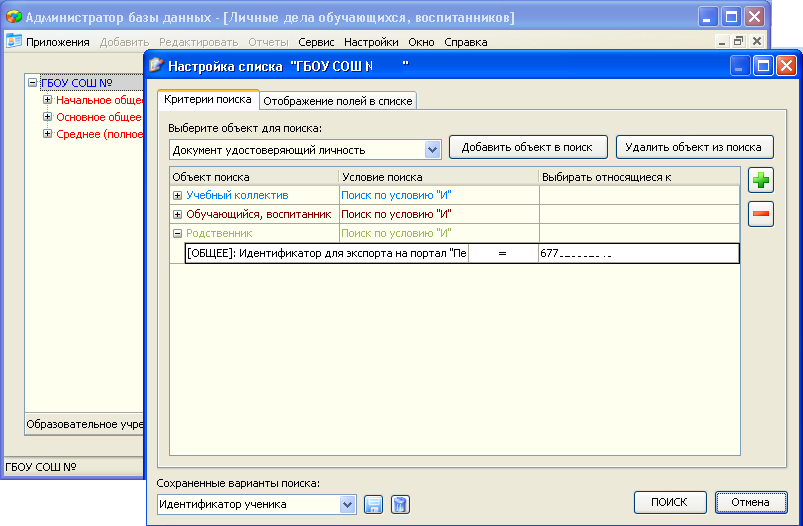 Администратор базы данных - [Личные дела обучающихся, воспитанников]
Приложения Добавить Редактировать Отчеты Сервис Настройки Окно Справка
ГБОУ СОШ №
Начальное общее
Основное общее
Среднее (полное
Образовательное учре
ГБОУ СОШ №
Настройка списка "ГБОУ СОШ № "
Критерии поиска Отображение полей в списке
Выберите объект для поиска:
Документ удостоверяющий личность Добавить объект в поиск Удалить объект из поиска
Объект поиска Условие поиска Выбирать относящиеся к
Учебный коллектив Поиск по условию "И"
Обучающийся, воспитанник Поиск по условию "И"
Родственник Поиск по условию "И"
[ОБЩЕЕ]: Идентификатор для экспорта на портал "Пе = 677
Сохраненные варианты поиска:
Идентификатор ученика ПОИСК Отмена